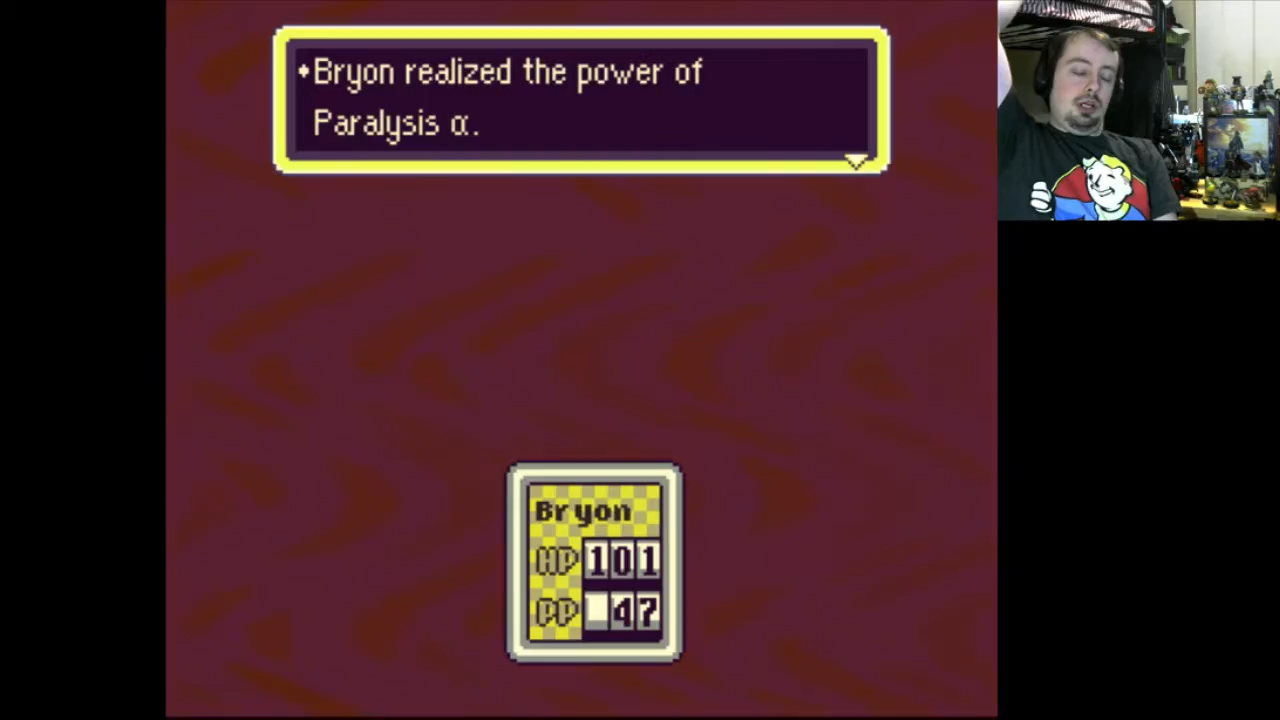 •Bryon realized the power of
Paralysis α.
Bryon
HP 101
PP 47